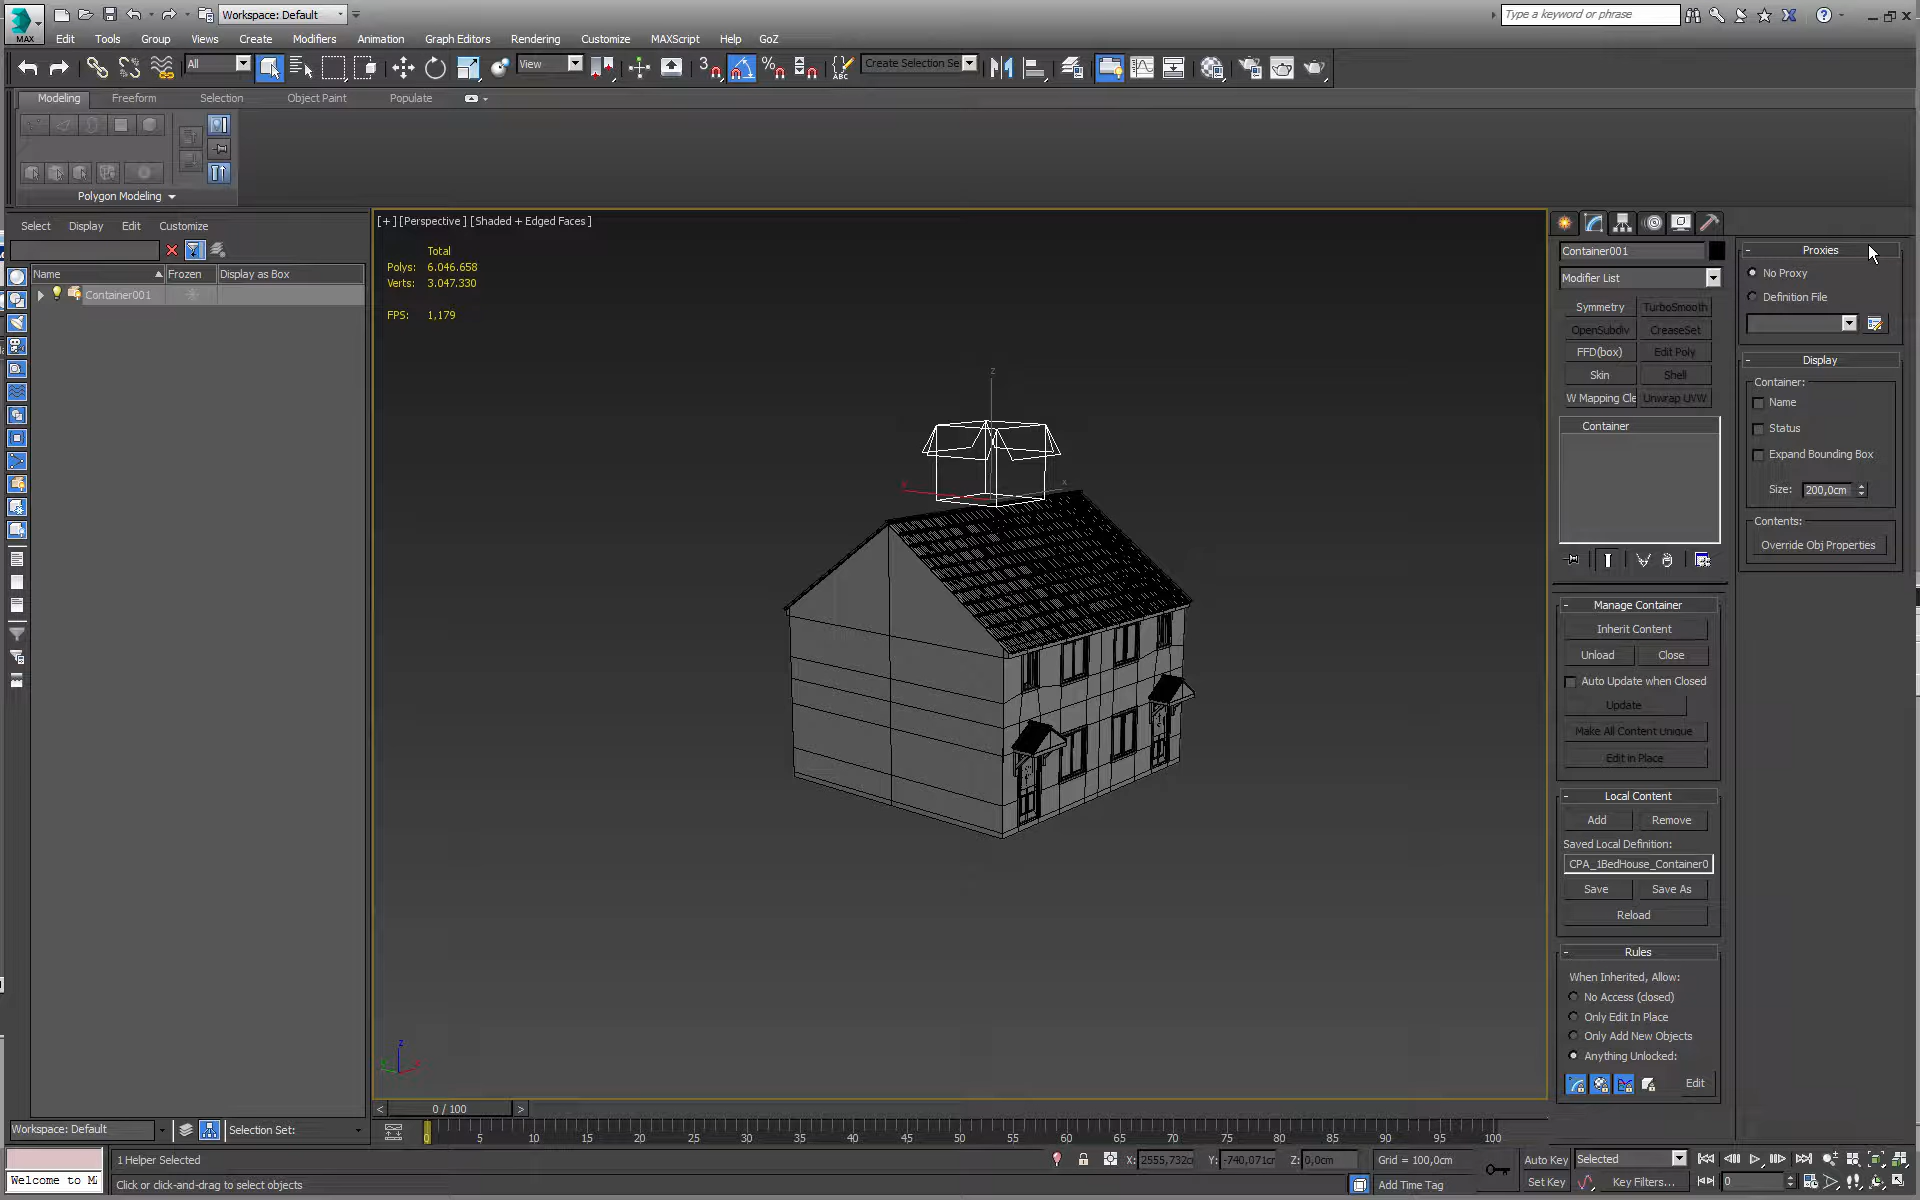 MAX
Workspace: Default
Type a keyword or phrase
Edit Tools Group Views Create Modifiers Animation Graph Editors Rendering Customize MAXScript Help GoZ
All
View
3
%
ABC
Create Selection Se
Modeling Freeform Selection Object Paint Populate
Polygon Modeling
Select Display Edit Customize
Name Frozen Display as Box
Container001
[+] [Perspective ] [Shaded + Edged Faces ]
Total
Polys: 6.046.658
Verts: 3.047.330
FPS: 1,179
z
x
Container001
Modifier List
Symmetry TurboSmooth
OpenSubdiv CreaseSet
FFD(box) Edit Poly
Skin Shell
W Mapping Cle Unwrap UVW
Container
- Manage Container
Inherit Content
Unload Close
Auto Update when Closed
Update
Make All Content Unique
Edit in Place
- Local Content
Add Remove
Saved Local Definition:
CPA_1BedHouse_Container0
Save Save As
Reload
- Rules
When Inherited, Allow:
No Access (closed)
Only Edit In Place
Only Add New Objects
Anything Unlocked:
Edit
- Proxies
No Proxy
Definition File
- Display
Container:
Name
Status
Expand Bounding Box
Size: 200,0cm
Contents:
Override Obj Properties
z
< 0 / 100 >
Workspace: Default Selection Set:
0 5 10 15 20 25 30 35 40 45 50 55 60 65 70 75 80 85 90 95 100
1 Helper Selected
X: 2555,732c Y: -740,071cr Z: 0,0cm Grid = 100,0cm
Auto Key Selected
Welcome to M
Click or click-and-drag to select objects
Add Time Tag
Set Key Key Filters... 0